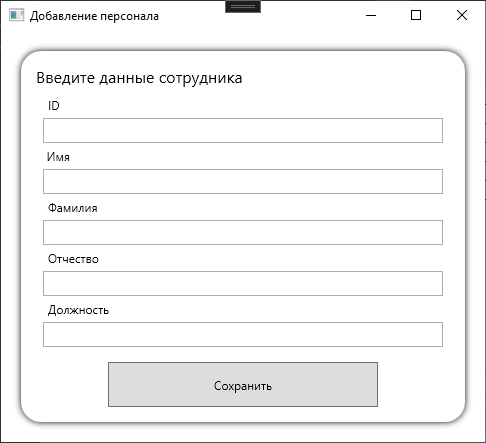 Добавление персонала
Введите данные сотрудника
ID
Имя
Фамилия
Отчество
Должность
Сохранить